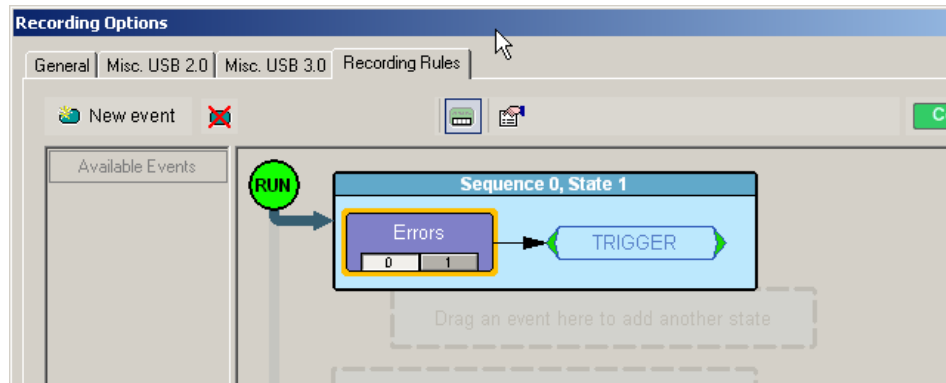 Recording Options
General Misc. USB 2.0 Misc. USB 3.0 Recording Rules
New event
Available Events
RUN
Sequence 0, State 1
Errors
0 1
TRIGGER
Drag an event here to add another state